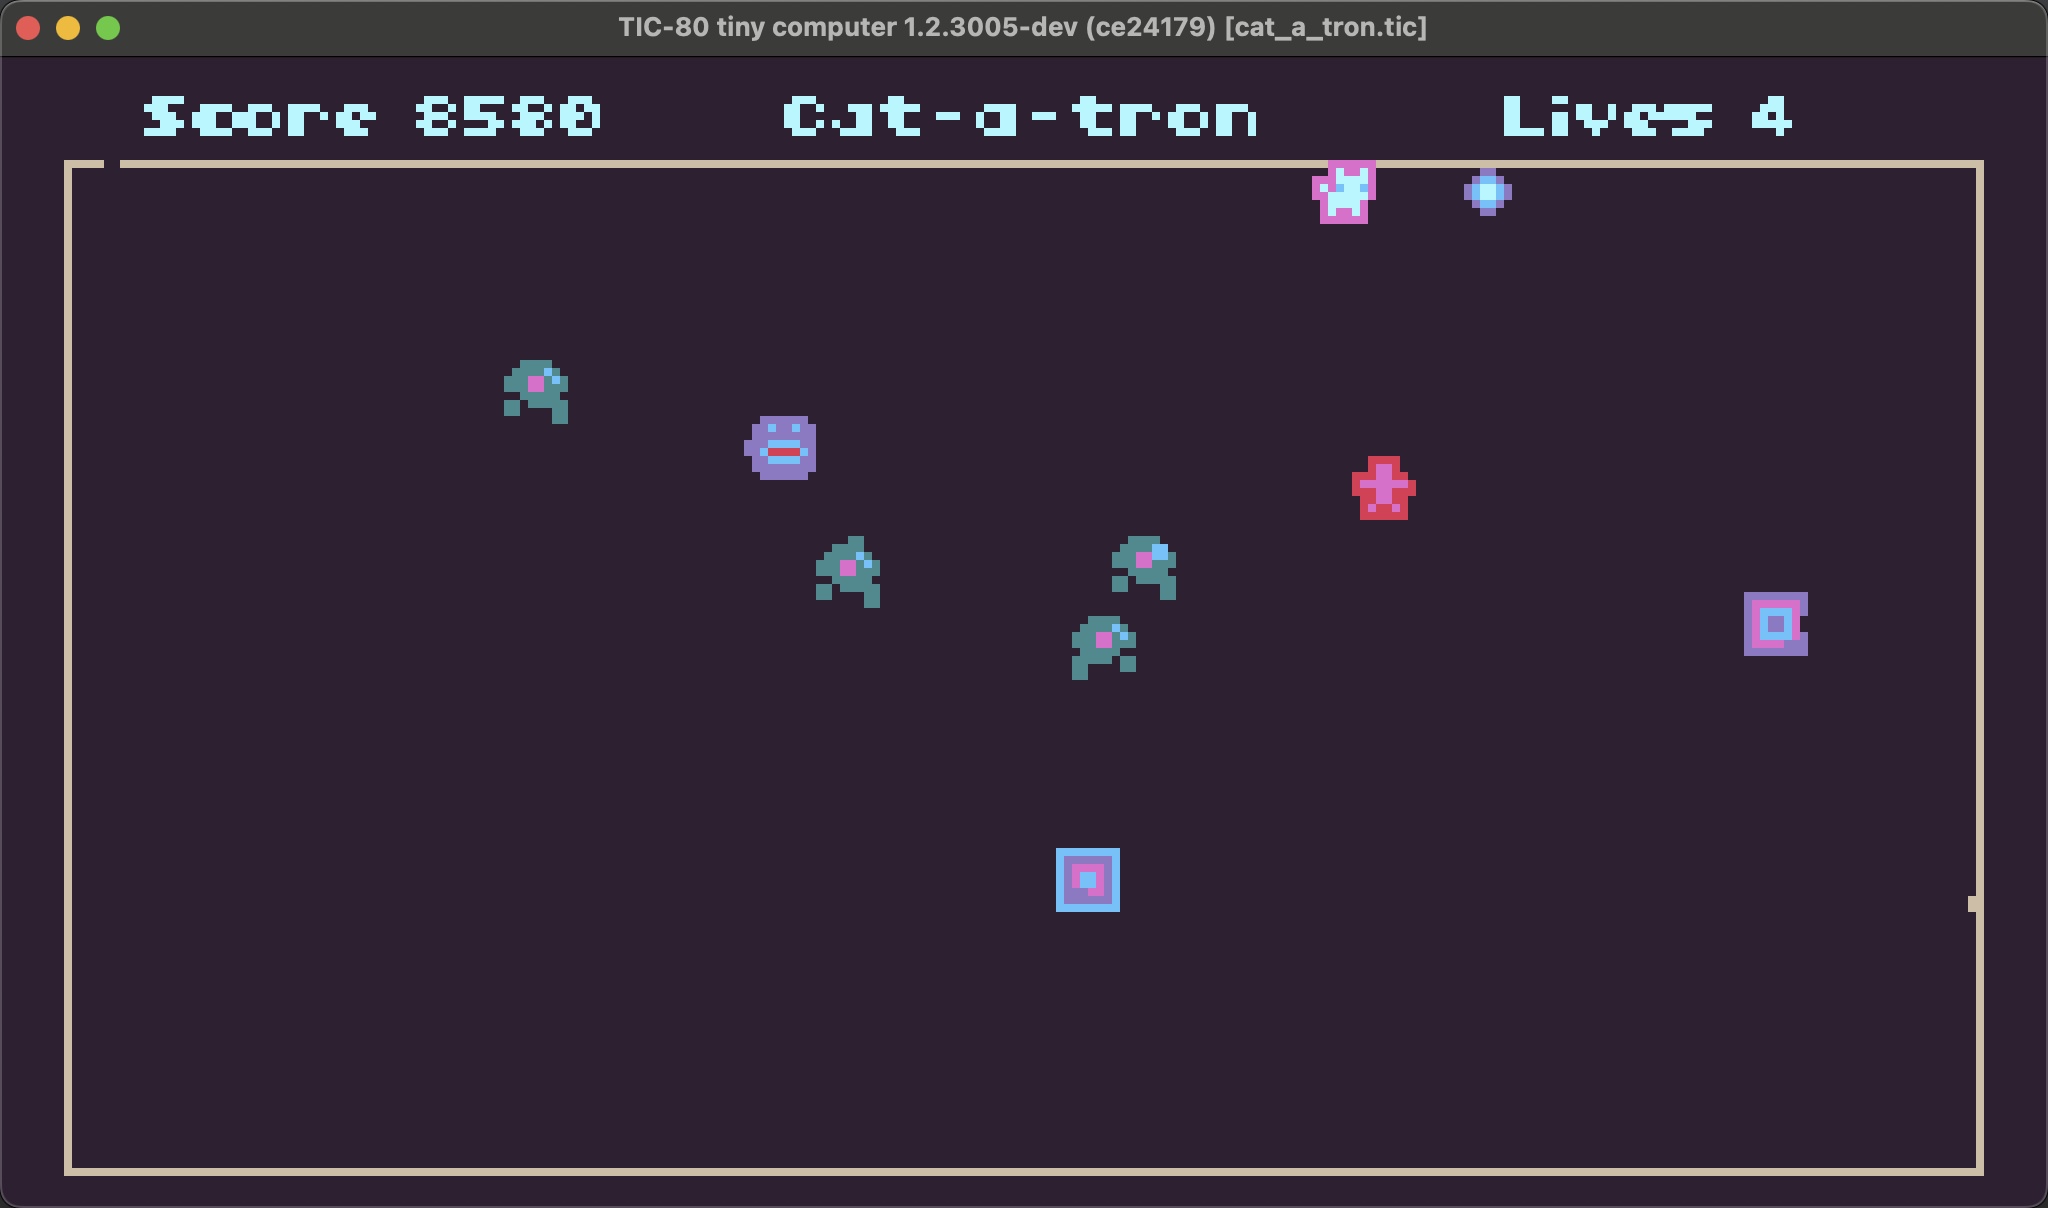 TIC-80 tiny computer 1.2.3005-dev (ce24179) [cat_a_tron.tic]
Score 8580 Cat-a-tron Lives 4